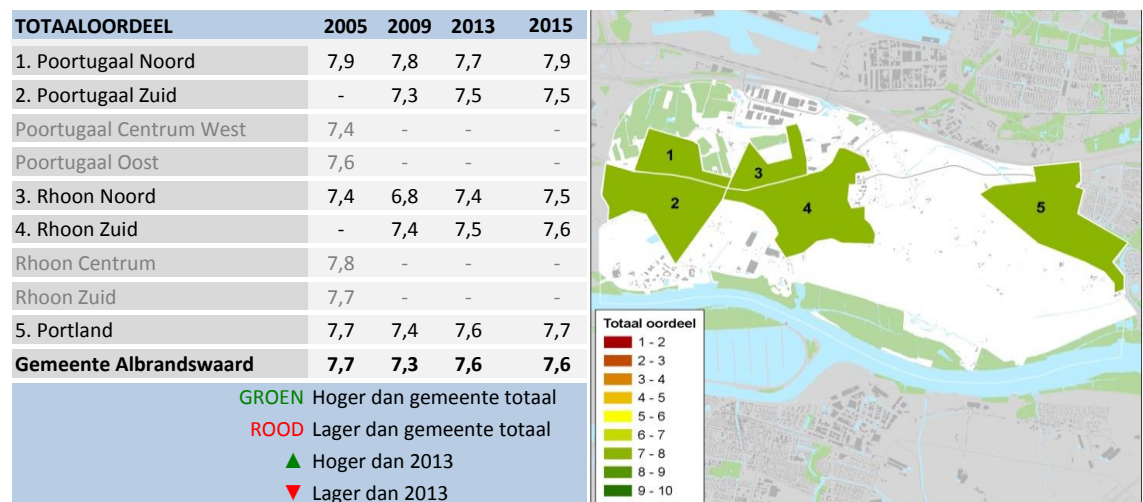 TOTAALOORDEEL 2005 2009 2013 2015
1. Poortugaal Noord 7,9 7,8 7,7 7,9
2. Poortugaal Zuid - 7,3 7,5 7,5
Poortugaal Centrum West 7,4 - - -
Poortugaal Oost 7,6 - - -
3. Rhoon Noord 7,4 6,8 7,4 7,5
4. Rhoon Zuid - 7,4 7,5 7,6
Rhoon Centrum 7,8 - - -
Rhoon Zuid 7,7 - - -
5. Portland 7,7 7,4 7,6 7,7
Gemeente Albrandswaard 7,7 7,3 7,6 7,6
GROEN Hoger dan gemeente totaal
ROOD Lager dan gemeente totaal
▲ Hoger dan 2013
▼ Lager dan 2013
1
2
3
4
5
Totaal oordeel
1 - 2
2 - 3
3 - 4
4 - 5
5 - 6
6 - 7
7 - 8
8 - 9
9 - 10